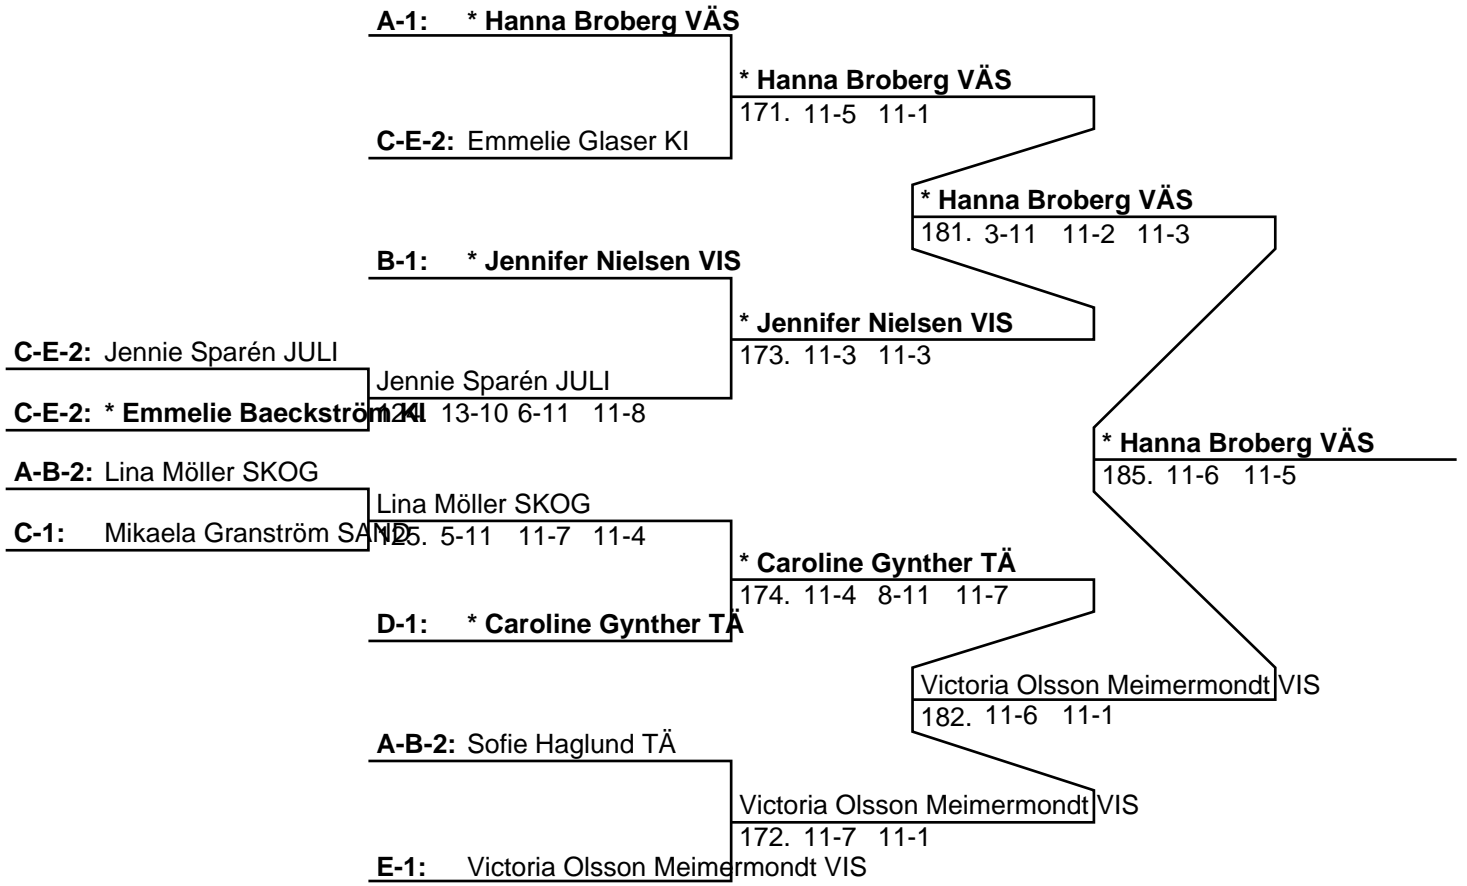 A-1: * Hanna Broberg VÄS
* Hanna Broberg VÄS
171. 11-5 11-1
C-E-2: Emmelie Glaser KI
* Hanna Broberg VÄS
181. 3-11 11-2 11-3
B-1: * Jennifer Nielsen VIS
* Jennifer Nielsen VIS
173. 11-3 11-3
C-E-2: Jennie Sparén JULI
Jennie Sparén JULI
C-E-2: * Emmelie Baeckström KI
124. 13-10 6-11 11-8
* Hanna Broberg VÄS
185. 11-6 11-5
A-B-2: Lina Möller SKOG
Lina Möller SKOG
C-1: Mikaela Granström SAND
125. 5-11 11-7 11-4
* Caroline Gynther TÄ
174. 11-4 8-11 11-7
D-1: * Caroline Gynther TÄ
Victoria Olsson Meimermondt VIS
182. 11-6 11-1
A-B-2: Sofie Haglund TÄ
Victoria Olsson Meimermondt VIS
172. 11-7 11-1
E-1: Victoria Olsson Meimermondt VIS